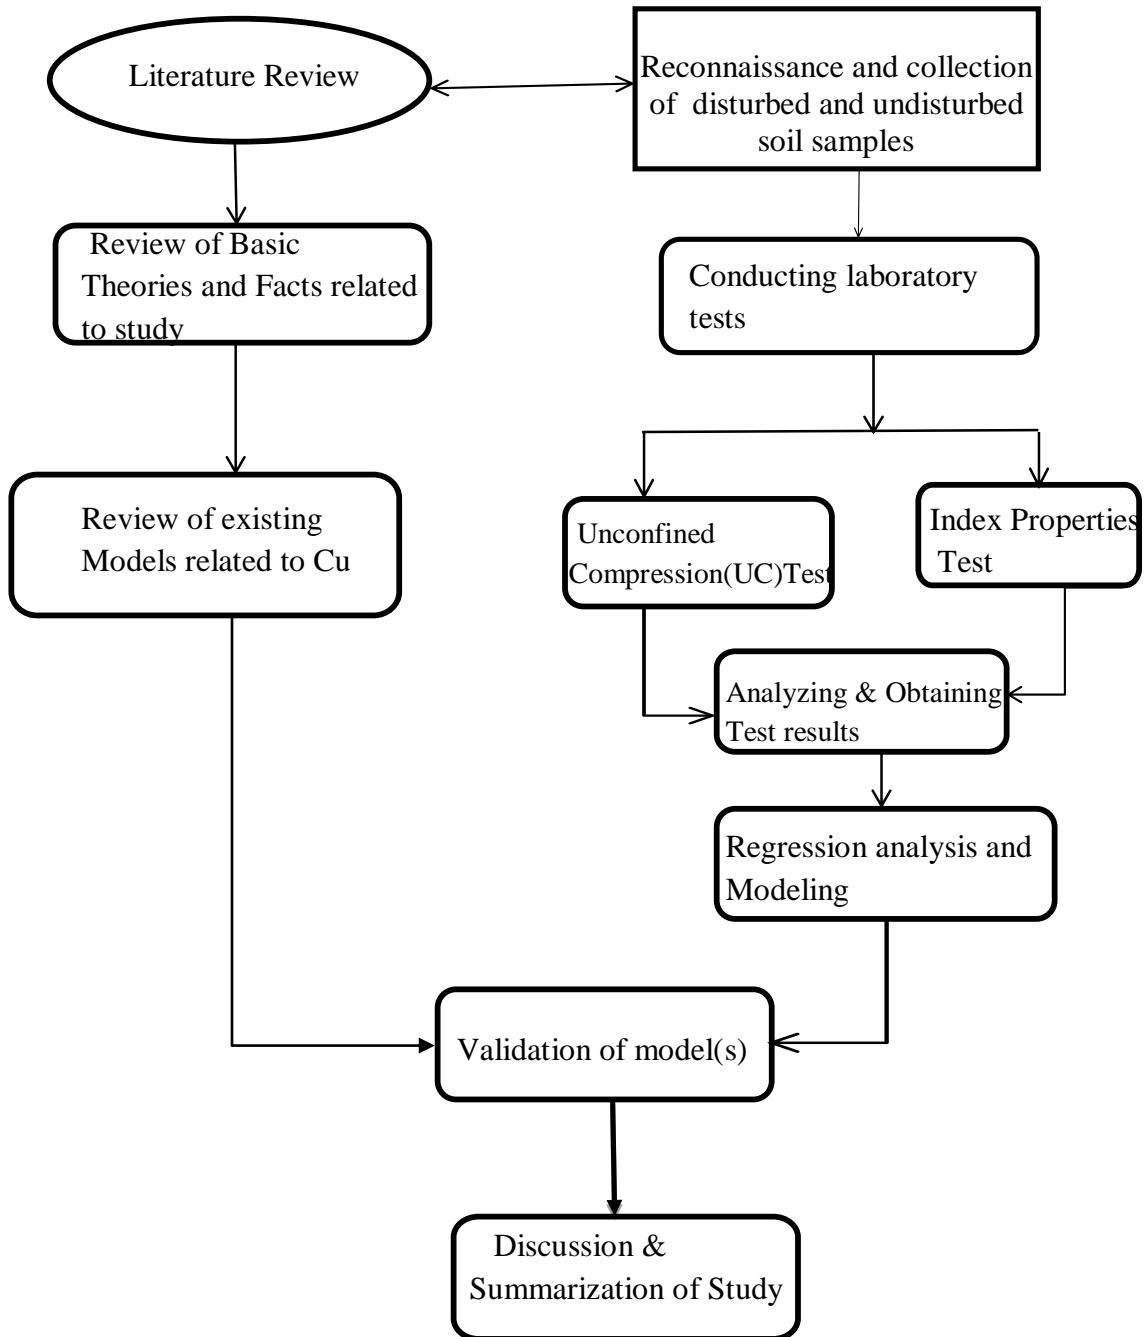 Literature Review
Reconnaissance and collection
of disturbed and undisturbed
soil samples
Review of Basic
Theories and Facts related
to study
Conducting laboratory
tests
Review of existing
Models related to Cu
Unconfined
Compression(UC)Test
Index Properties
Test
Analyzing & Obtaining
Test results
Regression analysis and
Modeling
Validation of model(s)
Discussion &
Summarization of Study